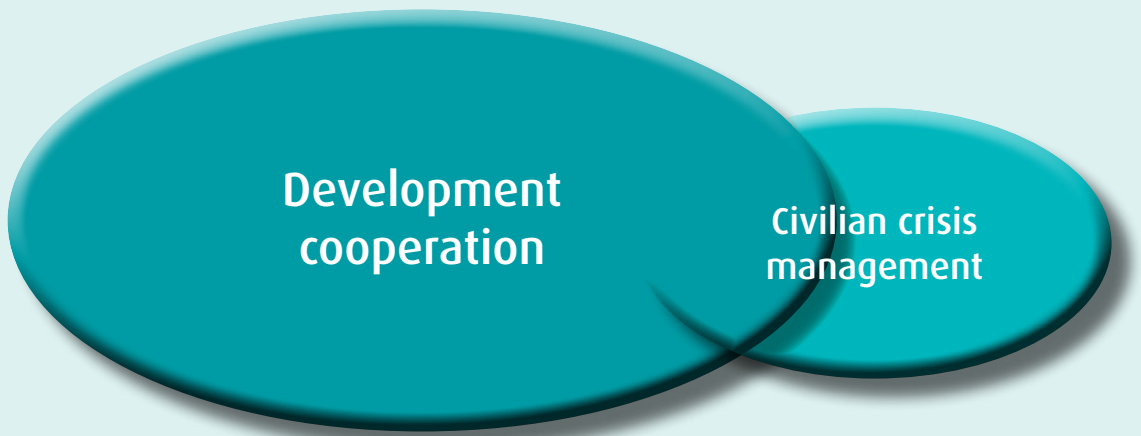 Development
cooperation
Civilian crisis
management